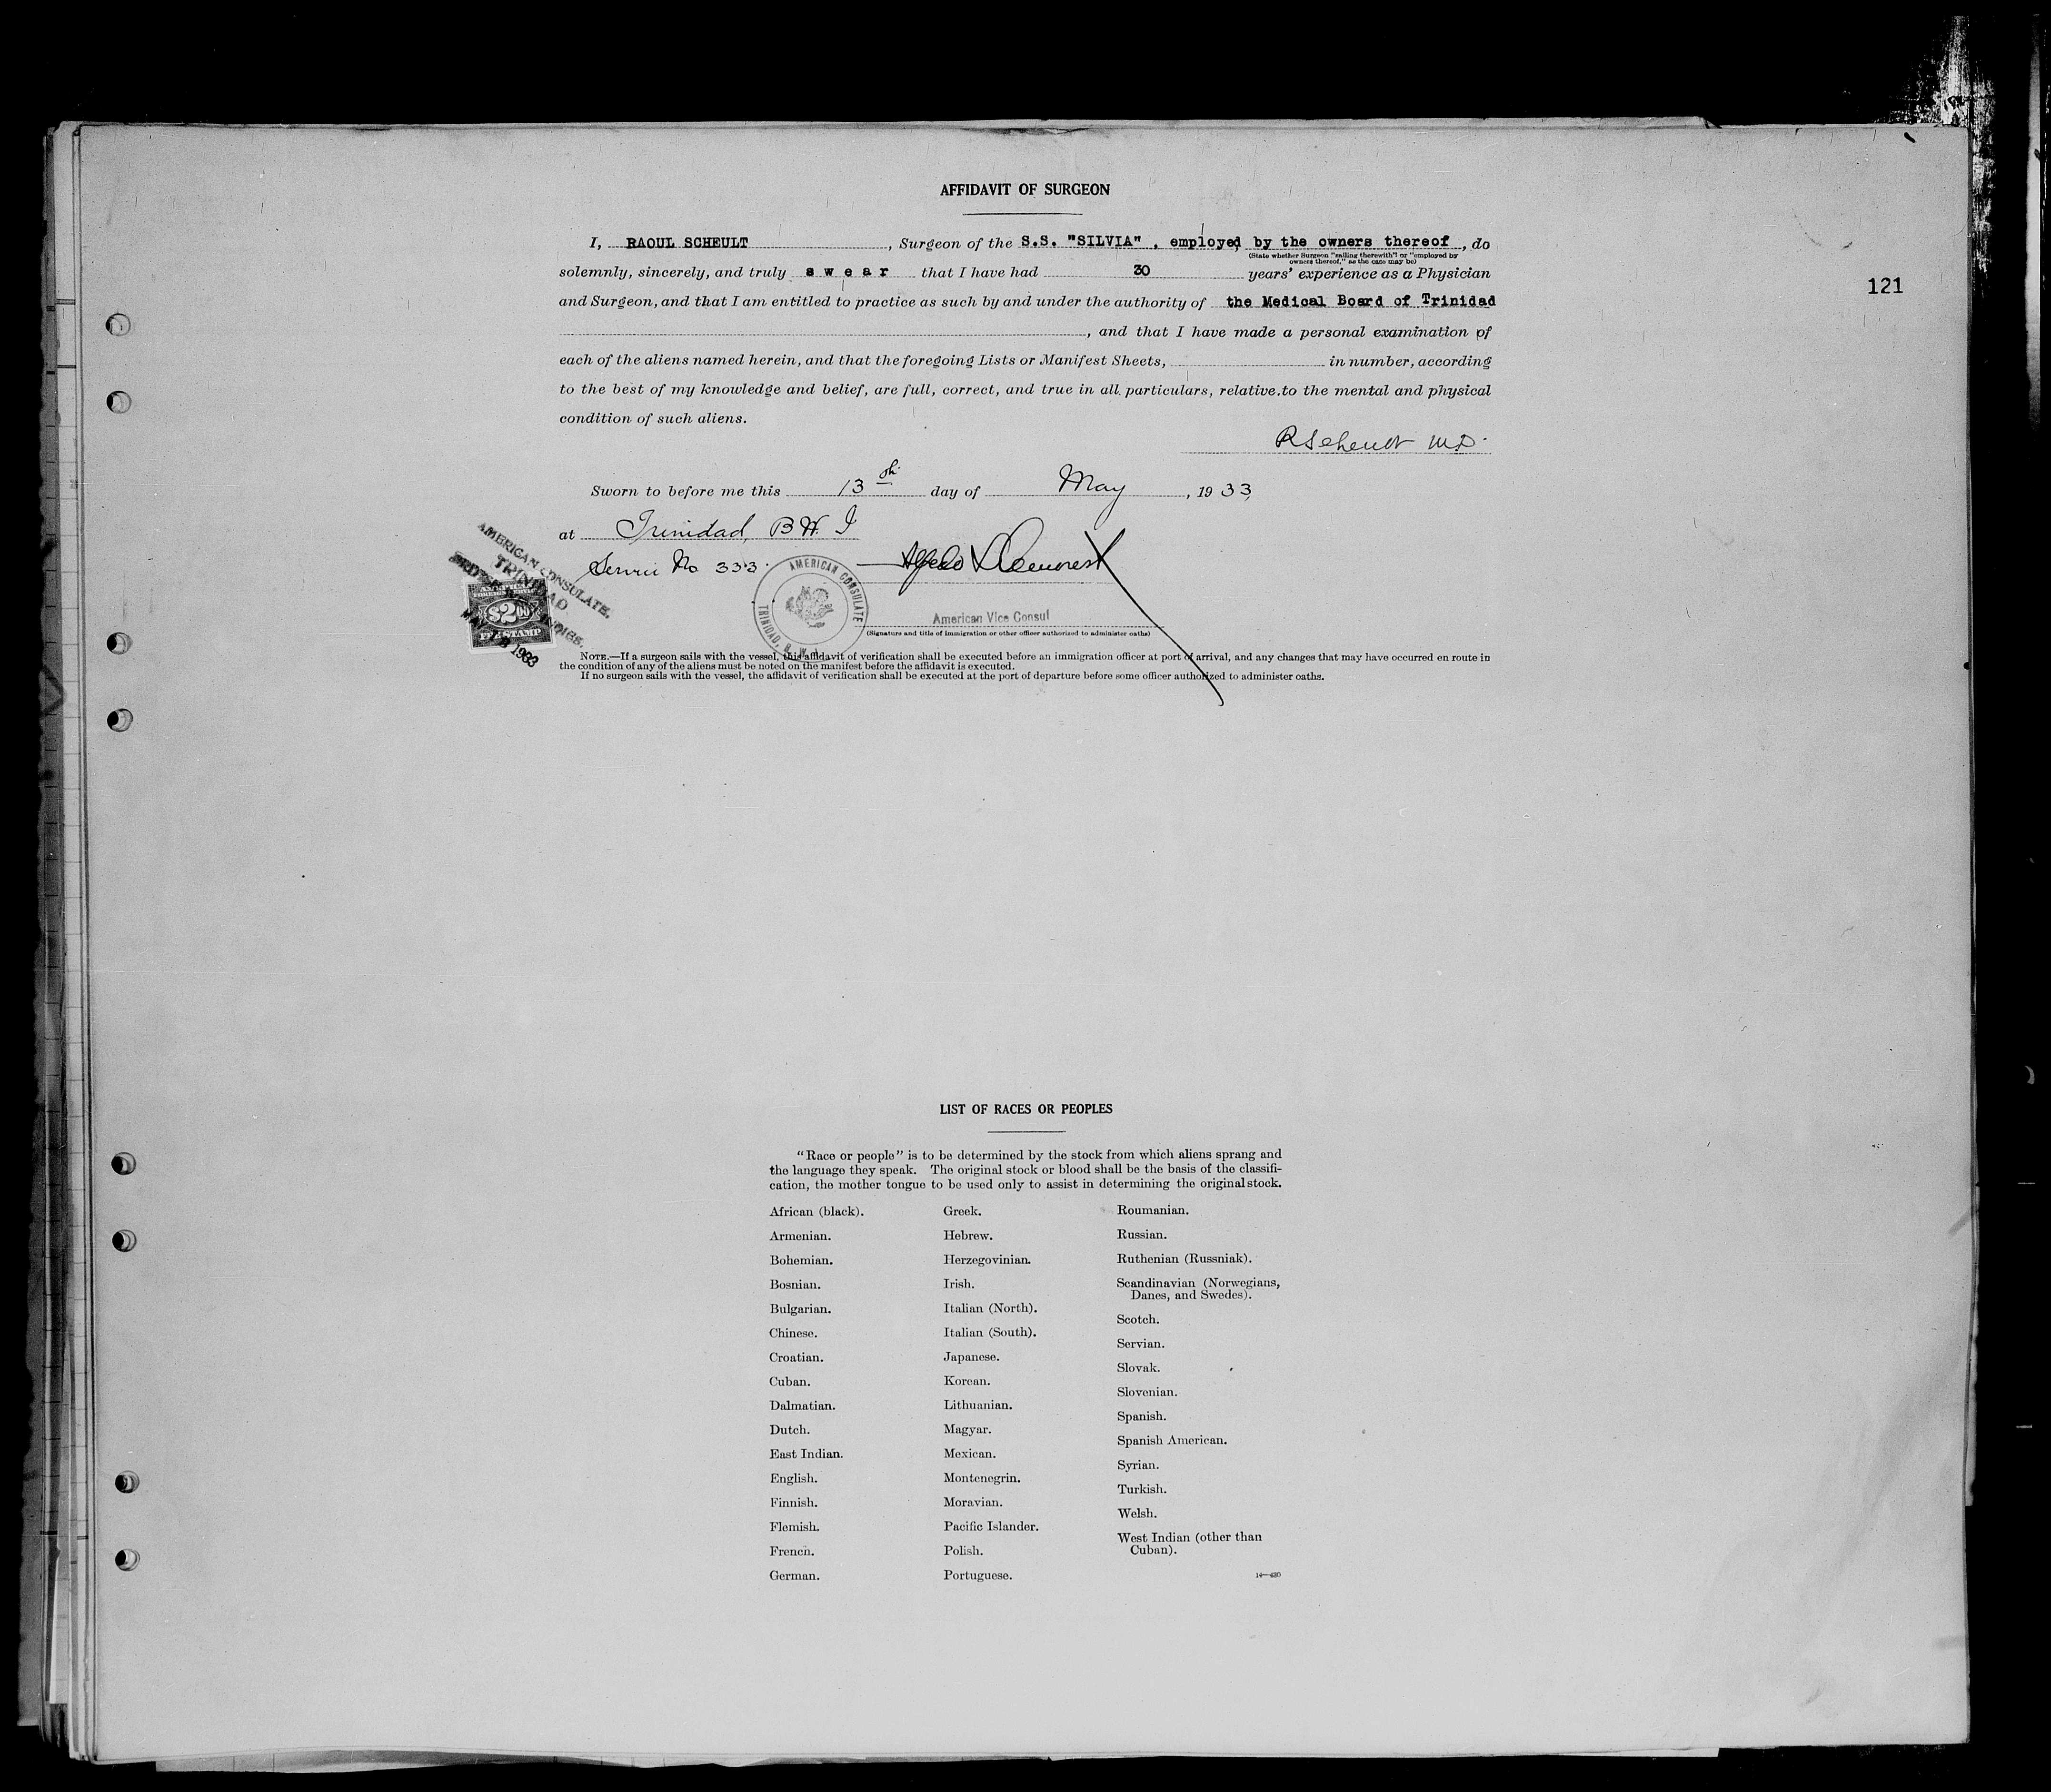 AFFIDAVIT OF SURGEON
I, RAOUL SCHEULT, Surgeon of the S.S. "SILVIA", employed by the owners thereof, do
(State whether Surgeon "sailing therewith" or "employed by
owners thereof," as the case may be)
solemnly, sincerely, and truly swear that I have had 30 years' experience as a Physician
121
and Surgeon, and that I am entitled to practice as such by and under the authority of the Medical Board of Trinidad
, and that I have made a personal examination of
each of the aliens named herein, and that the foregoing Lists or Manifest Sheets, in number, according
to the best of my knowledge and belief, are full, correct, and true in all particulars, relative to the mental and physical
condition of such aliens.
R Scheult M.D.
Sworn to before me this 13th day of May, 1933
at Trinidad, B W. I
Service No 333.
AMERICAN CONSULATE,
TRINIDAD
1933
$2.00
FEE STAMP
AMERICAN CONSULATE
TRINIDAD, B. W. I.
American Vice Consul
(Signature and title of immigration or other officer authorized to administer oaths)
NOTE.—If a surgeon sails with the vessel, this affidavit of verification shall be executed before an immigration officer at port of arrival, and any changes that may have occurred en route in
the condition of any of the aliens must be noted on the manifest before the affidavit is executed.
If no surgeon sails with the vessel, the affidavit of verification shall be executed at the port of departure before some officer authorized to administer oaths.
LIST OF RACES OR PEOPLES
"Race or people" is to be determined by the stock from which aliens sprang and
the language they speak. The original stock or blood shall be the basis of the classifi-
cation, the mother tongue to be used only to assist in determining the original stock.
African (black).
Armenian.
Bohemian.
Bosnian.
Bulgarian.
Chinese.
Croatian.
Cuban.
Dalmatian.
Dutch.
East Indian.
English.
Finnish.
Flemish.
French.
German.
Greek.
Hebrew.
Herzegovinian.
Irish.
Italian (North).
Italian (South).
Japanese.
Korean.
Lithuanian.
Magyar.
Mexican.
Montenegrin.
Moravian.
Pacific Islander.
Polish.
Portuguese.
Roumanian.
Russian.
Ruthenian (Russniak).
Scandinavian (Norwegians,
Danes, and Swedes).
Scotch.
Servian.
Slovak.
Slovenian.
Spanish.
Spanish American.
Syrian.
Turkish.
Welsh.
West Indian (other than
Cuban).